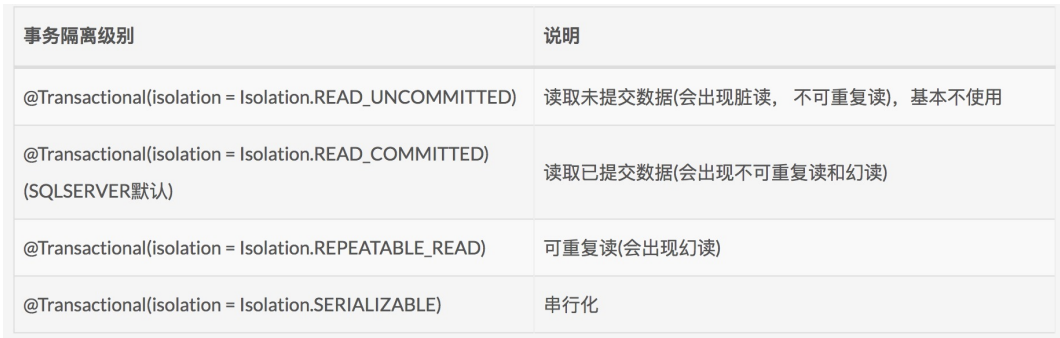 事务隔离级别 说明
@Transactional(isolation = Isolation.READ_UNCOMMITTED) 读取未提交数据(会出现脏读， 不可重复读)，基本不使用
@Transactional(isolation = Isolation.READ_COMMITTED)
(SQLSERVER默认) 读取已提交数据(会出现不可重复读和幻读)
@Transactional(isolation = Isolation.REPEATABLE_READ) 可重复读(会出现幻读)
@Transactional(isolation = Isolation.SERIALIZABLE) 串行化